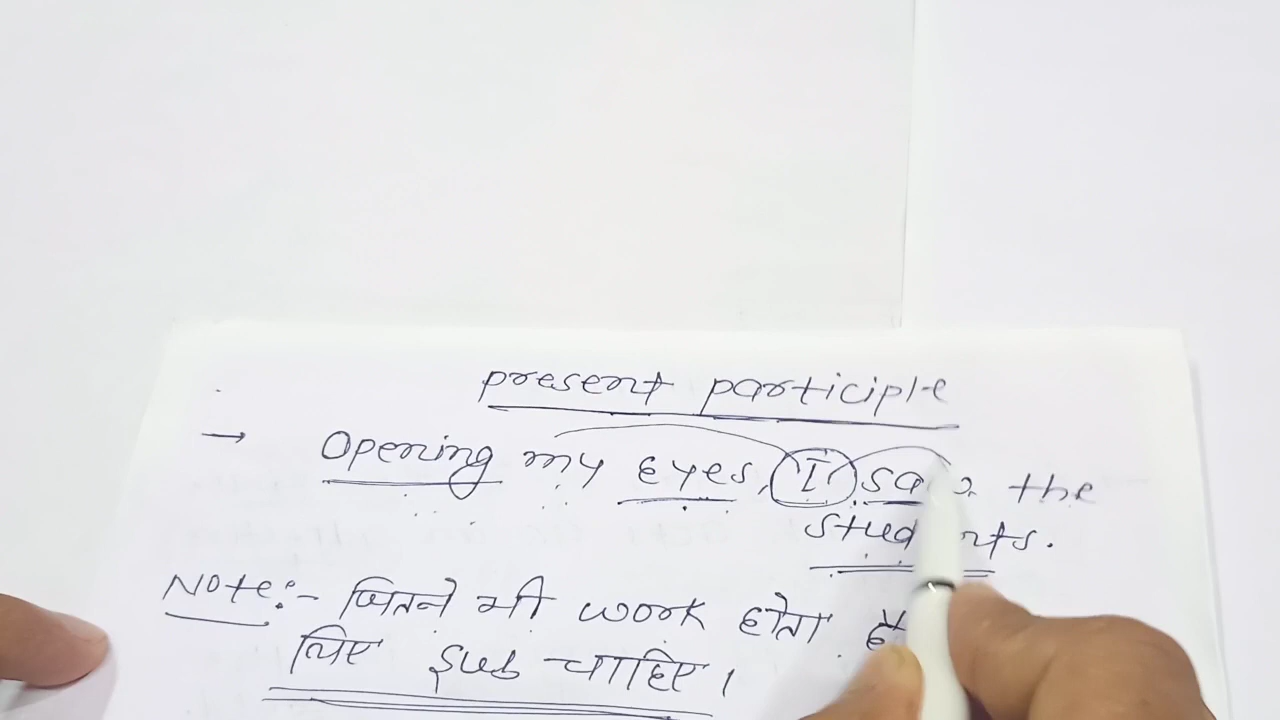 present participle
→ Opening my Eyes, I saw the
students.
Note:- जितने भी work होता है
लिए sub चाहिए।